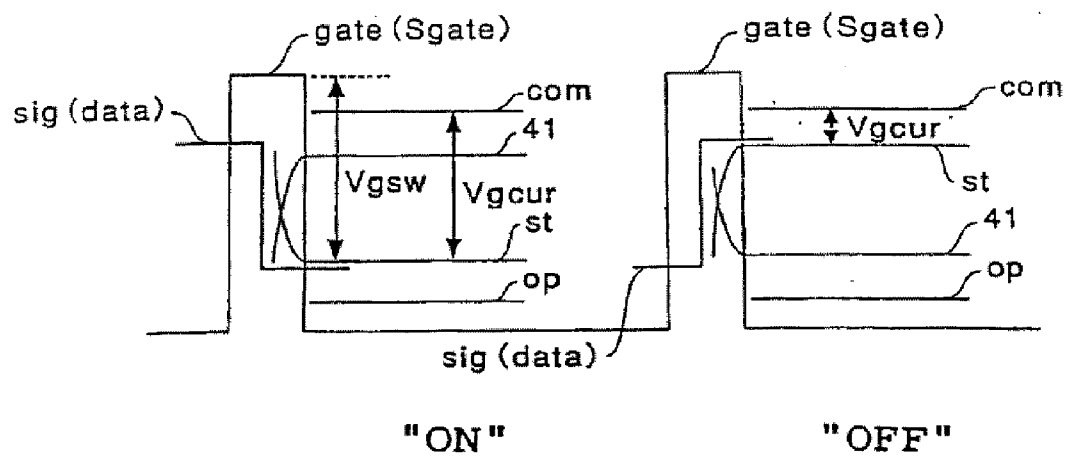 gate (Sgate)
gate (Sgate)
sig (data)
com
com
41
Vgcur
Vgsw
Vgcur
st
st
41
op
op
sig (data)
"ON"
"OFF"